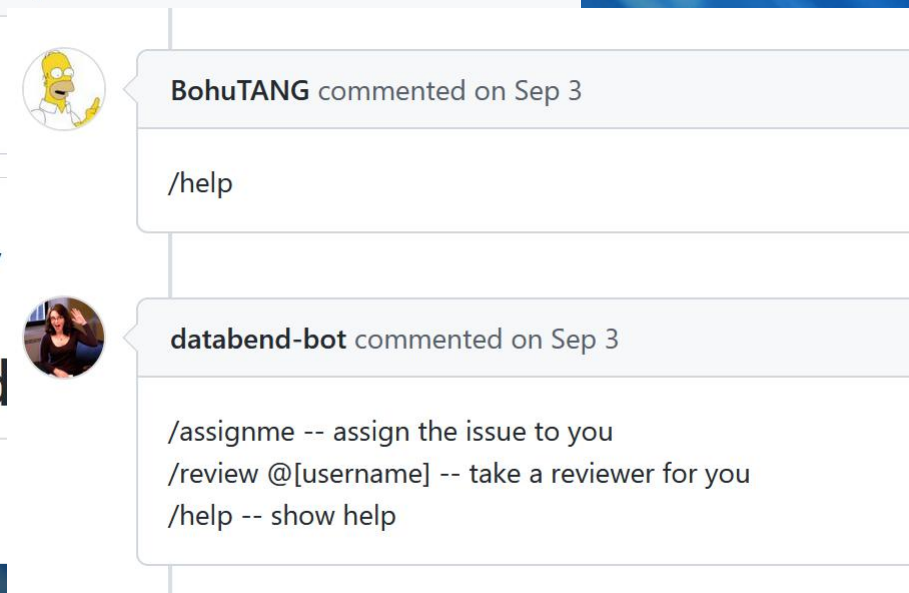 BohuTANG commented on Sep 3
/help
databend-bot commented on Sep 3
/assignme -- assign the issue to you
/review @[username] -- take a reviewer for you
/help -- show help